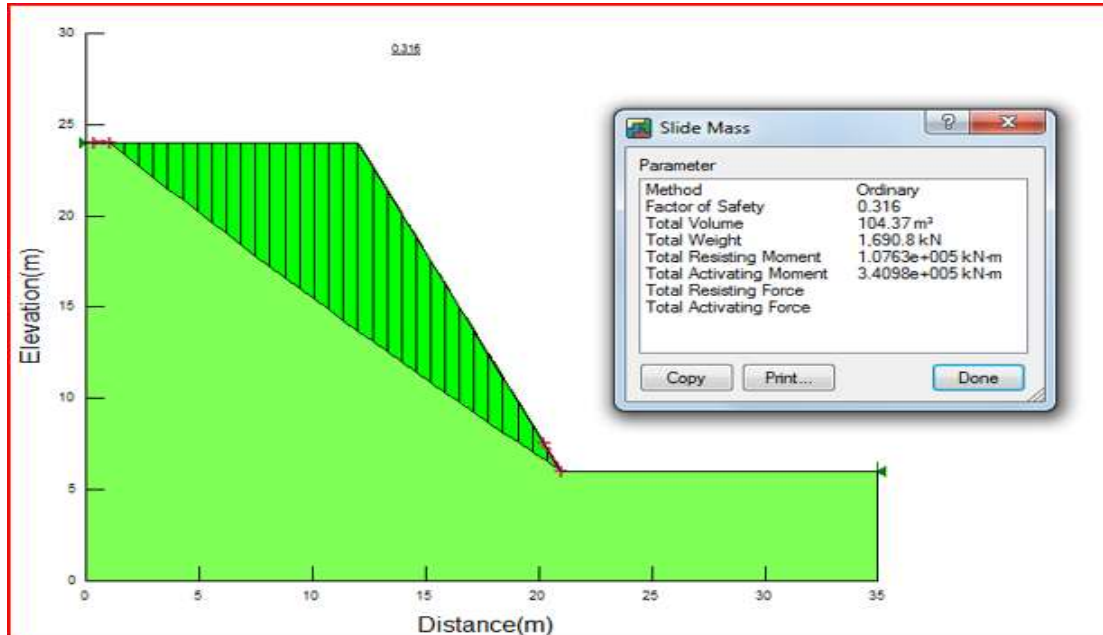 30
25
20
15
10
5
0
Elevation(m)
0.316
0 5 10 15 20 25 30 35
Distance(m)
Slide Mass
Parameter
Method Ordinary
Factor of Safety 0.316
Total Volume 104.37 m³
Total Weight 1,690.8 kN
Total Resisting Moment 1.0763e+005 kN-m
Total Activating Moment 3.4098e+005 kN-m
Total Resisting Force
Total Activating Force
Copy Print... Done